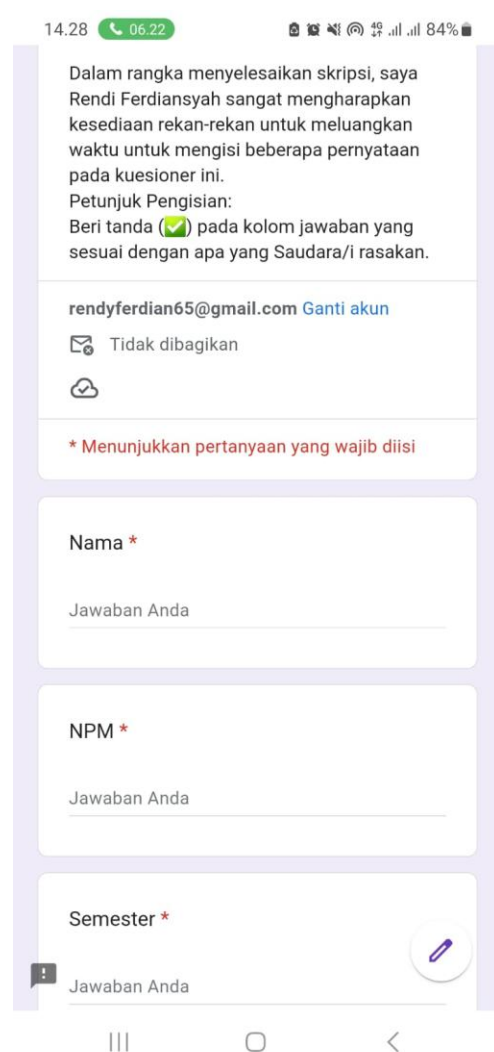 14.28 06.22 84%
Dalam rangka menyelesaikan skripsi, saya
Rendi Ferdiansyah sangat mengharapkan
kesediaan rekan-rekan untuk meluangkan
waktu untuk mengisi beberapa pernyataan
pada kuesioner ini.
Petunjuk Pengisian:
Beri tanda (✅) pada kolom jawaban yang
sesuai dengan apa yang Saudara/i rasakan.
rendyferdian65@gmail.com Ganti akun
Tidak dibagikan
* Menunjukkan pertanyaan yang wajib diisi
Nama *
Jawaban Anda
NPM *
Jawaban Anda
Semester *
Jawaban Anda